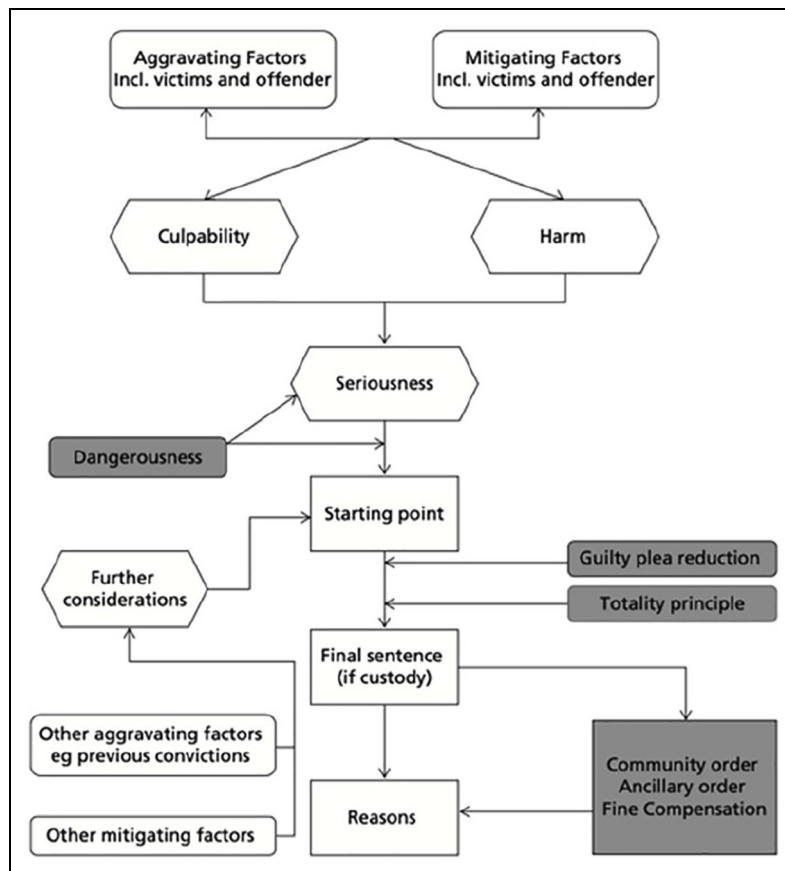 Aggravating Factors
Incl. victims and offender
Mitigating Factors
Incl. victims and offender
Culpability
Harm
Seriousness
Dangerousness
Starting point
Guilty plea reduction
Further
considerations
Totality principle
Final sentence
(if custody)
Other aggravating factors
eg previous convictions
Community order
Ancillary order
Fine Compensation
Reasons
Other mitigating factors